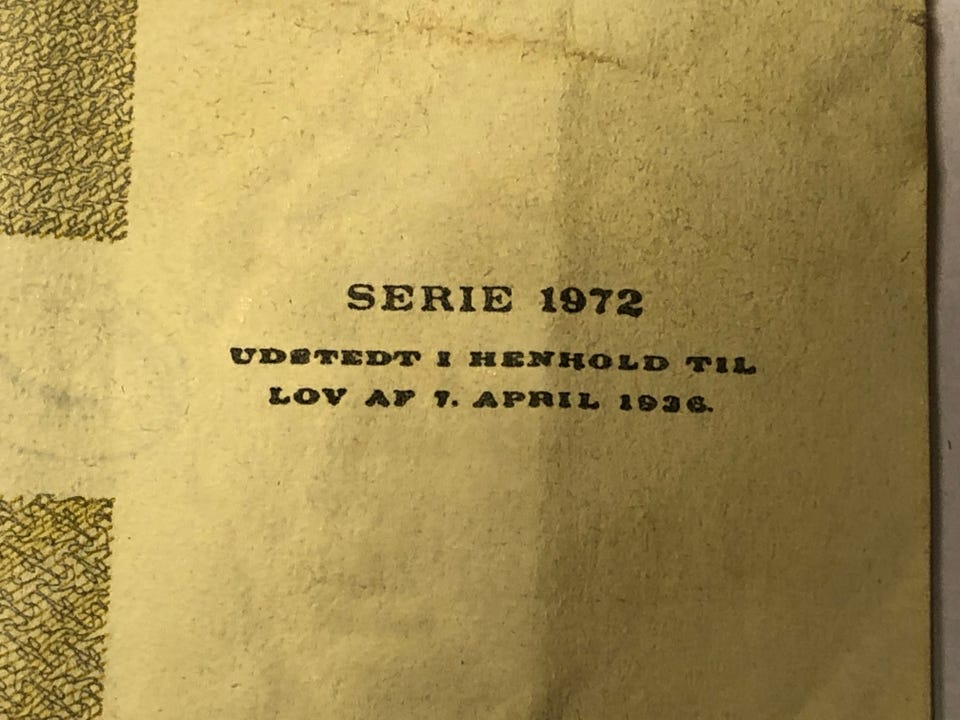 SERIE 1972
UDSTEDT I HENHOLD TIL
LOV AF 7. APRIL 1936.